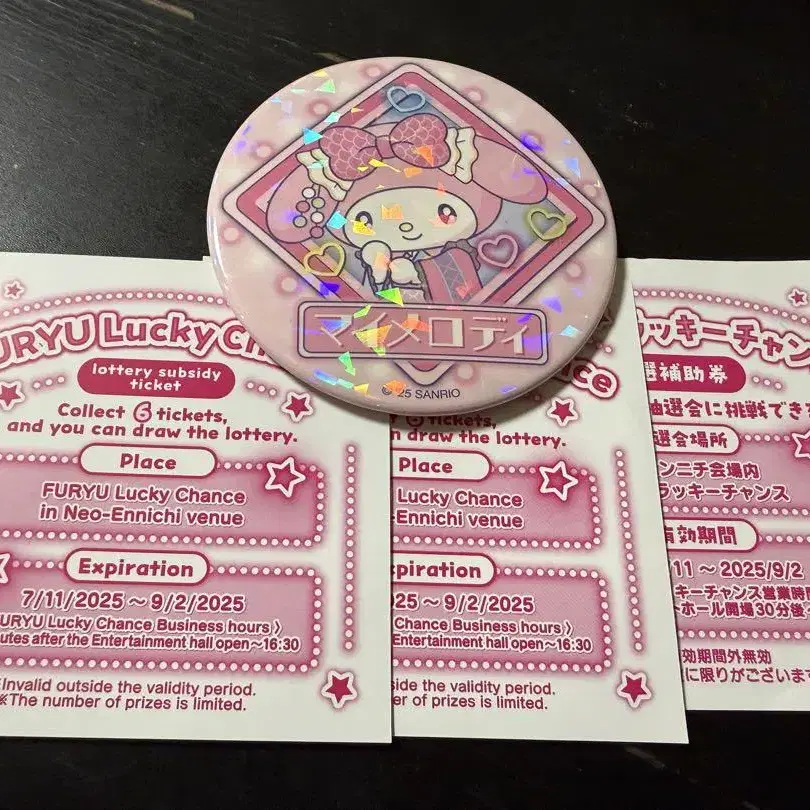 マイメロディ
© '25 SANRIO
FURYU Lucky
lottery subsidy
ticket
Collect 6 tickets,
and you can draw the lottery.
Place
FURYU Lucky Chance
in Neo-Ennichi venue
Expiration
7/11/2025～9/2/2025
FURYU Lucky Chance Business hours 〉
after the Entertainment hall open～16:30
※Invalid outside the validity period.
※The number of prizes is limited.
tickets,
draw the lottery.
Place
Lucky Chance
-Ennichi venue
～9/2/2025
Lucky Chance Business hours 〉
after the Entertainment hall open～16:30
the validity period.
of prizes is limited.
ラッキーチャン
補助券
抽選会に挑戦でき
選会場所
ンニチ会場内
ラッキーチャンス
有効期間
11 ～ 2025/9/2
キーチャンス営業時
ホール開場30分後
効期間外無効
に限りがございます